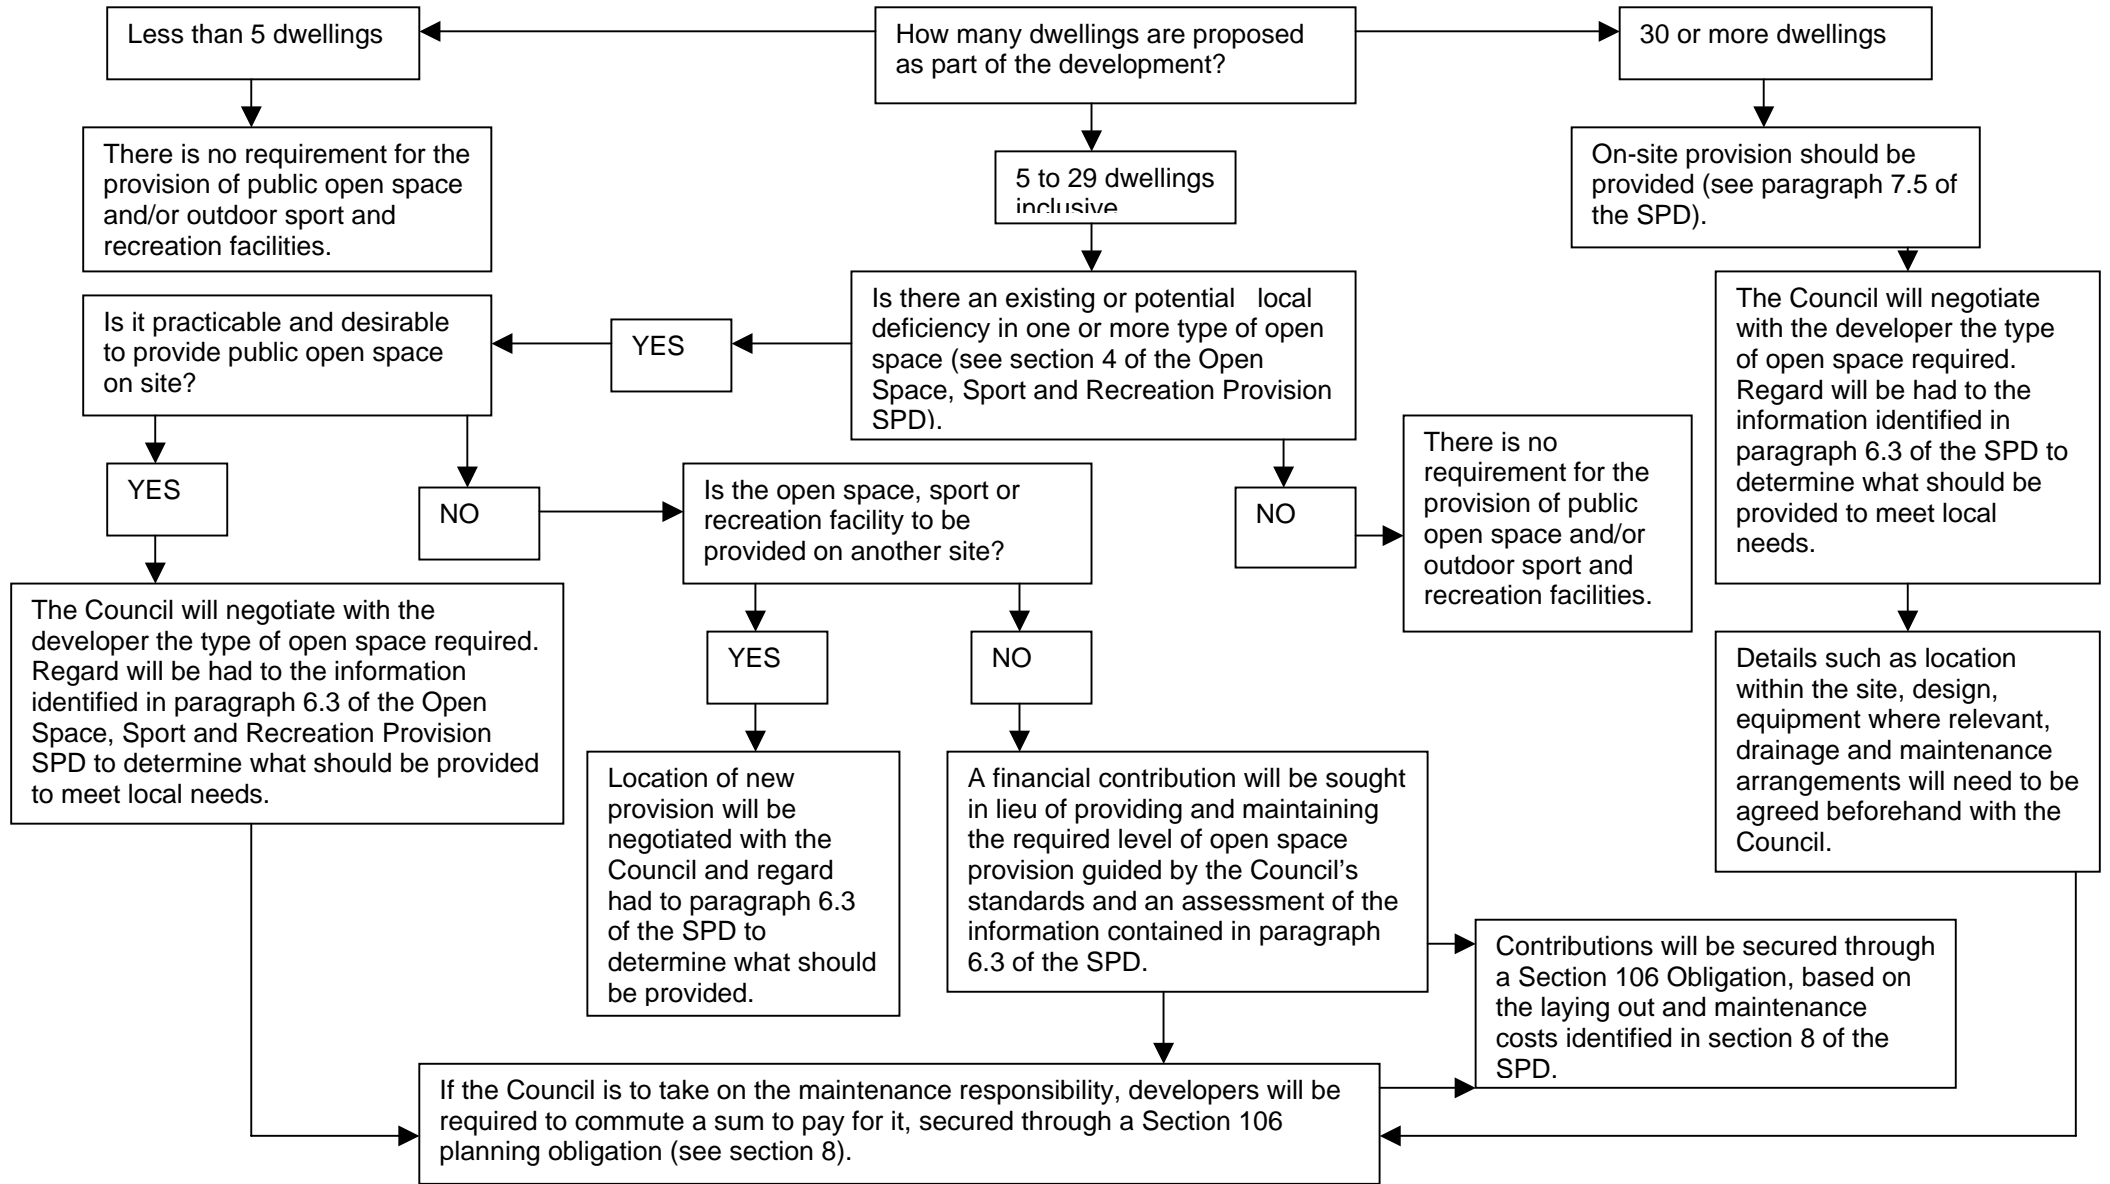 Less than 5 dwellings
How many dwellings are proposed
as part of the development?
30 or more dwellings
There is no requirement for the
provision of public open space
and/or outdoor sport and
recreation facilities.
5 to 29 dwellings
inclusive
On-site provision should be
provided (see paragraph 7.5 of
the SPD).
Is it practicable and desirable
to provide public open space
on site?
YES
Is there an existing or potential local
deficiency in one or more type of open
space (see section 4 of the Open
Space, Sport and Recreation Provision
SPD).
The Council will negotiate
with the developer the type
of open space required.
Regard will be had to the
information identified in
paragraph 6.3 of the SPD to
determine what should be
provided to meet local
needs.
YES
NO
Is the open space, sport or
recreation facility to be
provided on another site?
NO
There is no
requirement for the
provision of public
open space and/or
outdoor sport and
recreation facilities.
The Council will negotiate with the
developer the type of open space required.
Regard will be had to the information
identified in paragraph 6.3 of the Open
Space, Sport and Recreation Provision
SPD to determine what should be provided
to meet local needs.
YES
NO
Details such as location
within the site, design,
equipment where relevant,
drainage and maintenance
arrangements will need to be
agreed beforehand with the
Council.
Location of new
provision will be
negotiated with the
Council and regard
had to paragraph 6.3
of the SPD to
determine what should
be provided.
A financial contribution will be sought
in lieu of providing and maintaining
the required level of open space
provision guided by the Council's
standards and an assessment of the
information contained in paragraph
6.3 of the SPD.
Contributions will be secured through
a Section 106 Obligation, based on
the laying out and maintenance
costs identified in section 8 of the
SPD.
If the Council is to take on the maintenance responsibility, developers will be
required to commute a sum to pay for it, secured through a Section 106
planning obligation (see section 8).